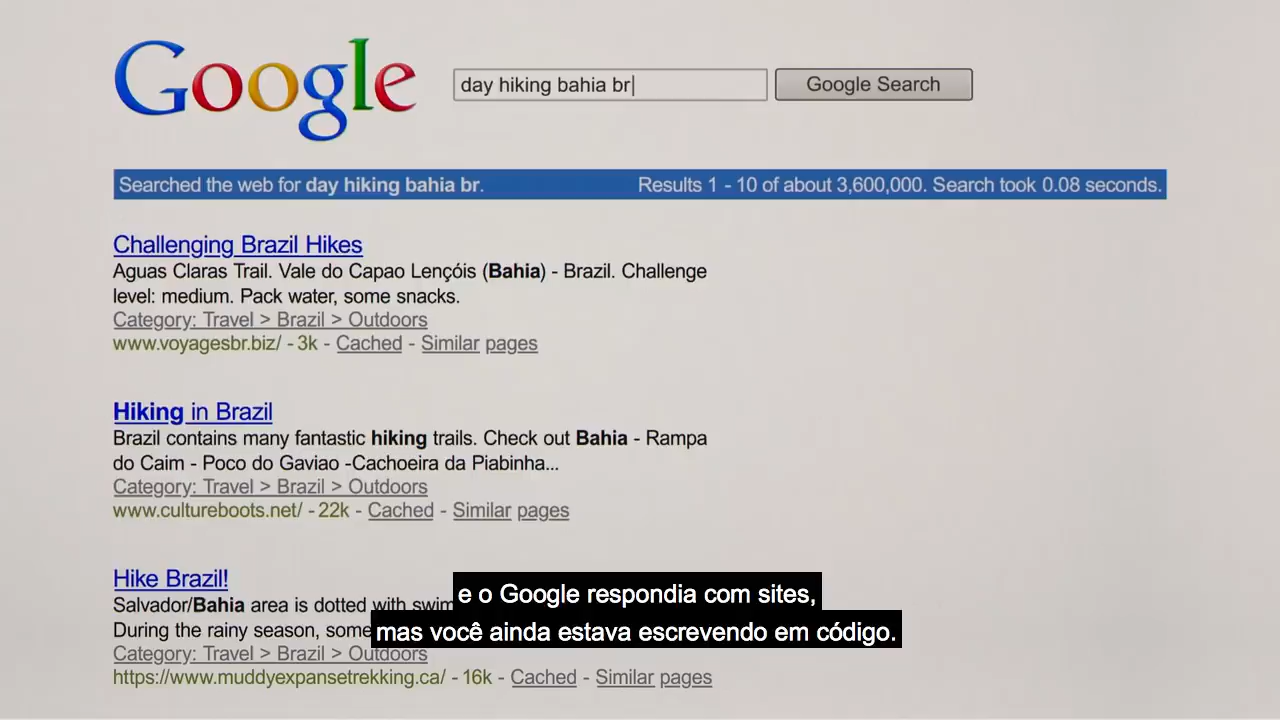 Google
day hiking bahia br
Google Search
Searched the web for day hiking bahia br. Results 1 - 10 of about 3,600,000. Search took 0.08 seconds.
Challenging Brazil Hikes
Aguas Claras Trail. Vale do Capao Lençóis (Bahia) - Brazil. Challenge
level: medium. Pack water, some snacks.
Category: Travel > Brazil > Outdoors
www.voyagesbr.biz/ - 3k - Cached - Similar pages
Hiking in Brazil
Brazil contains many fantastic hiking trails. Check out Bahia - Rampa
do Caim - Poco do Gaviao -Cachoeira da Piabinha...
Category: Travel > Brazil > Outdoors
www.cultureboots.net/ - 22k - Cached - Similar pages
Hike Brazil!
Salvador/Bahia area is dotted with
During the rainy season, some
Category: Travel > Brazil > Outdoors
https://www.muddyexpansetrekking.ca/ - 16k - Cached - Similar pages
e o Google respondia com sites,
mas você ainda estava escrevendo em código.